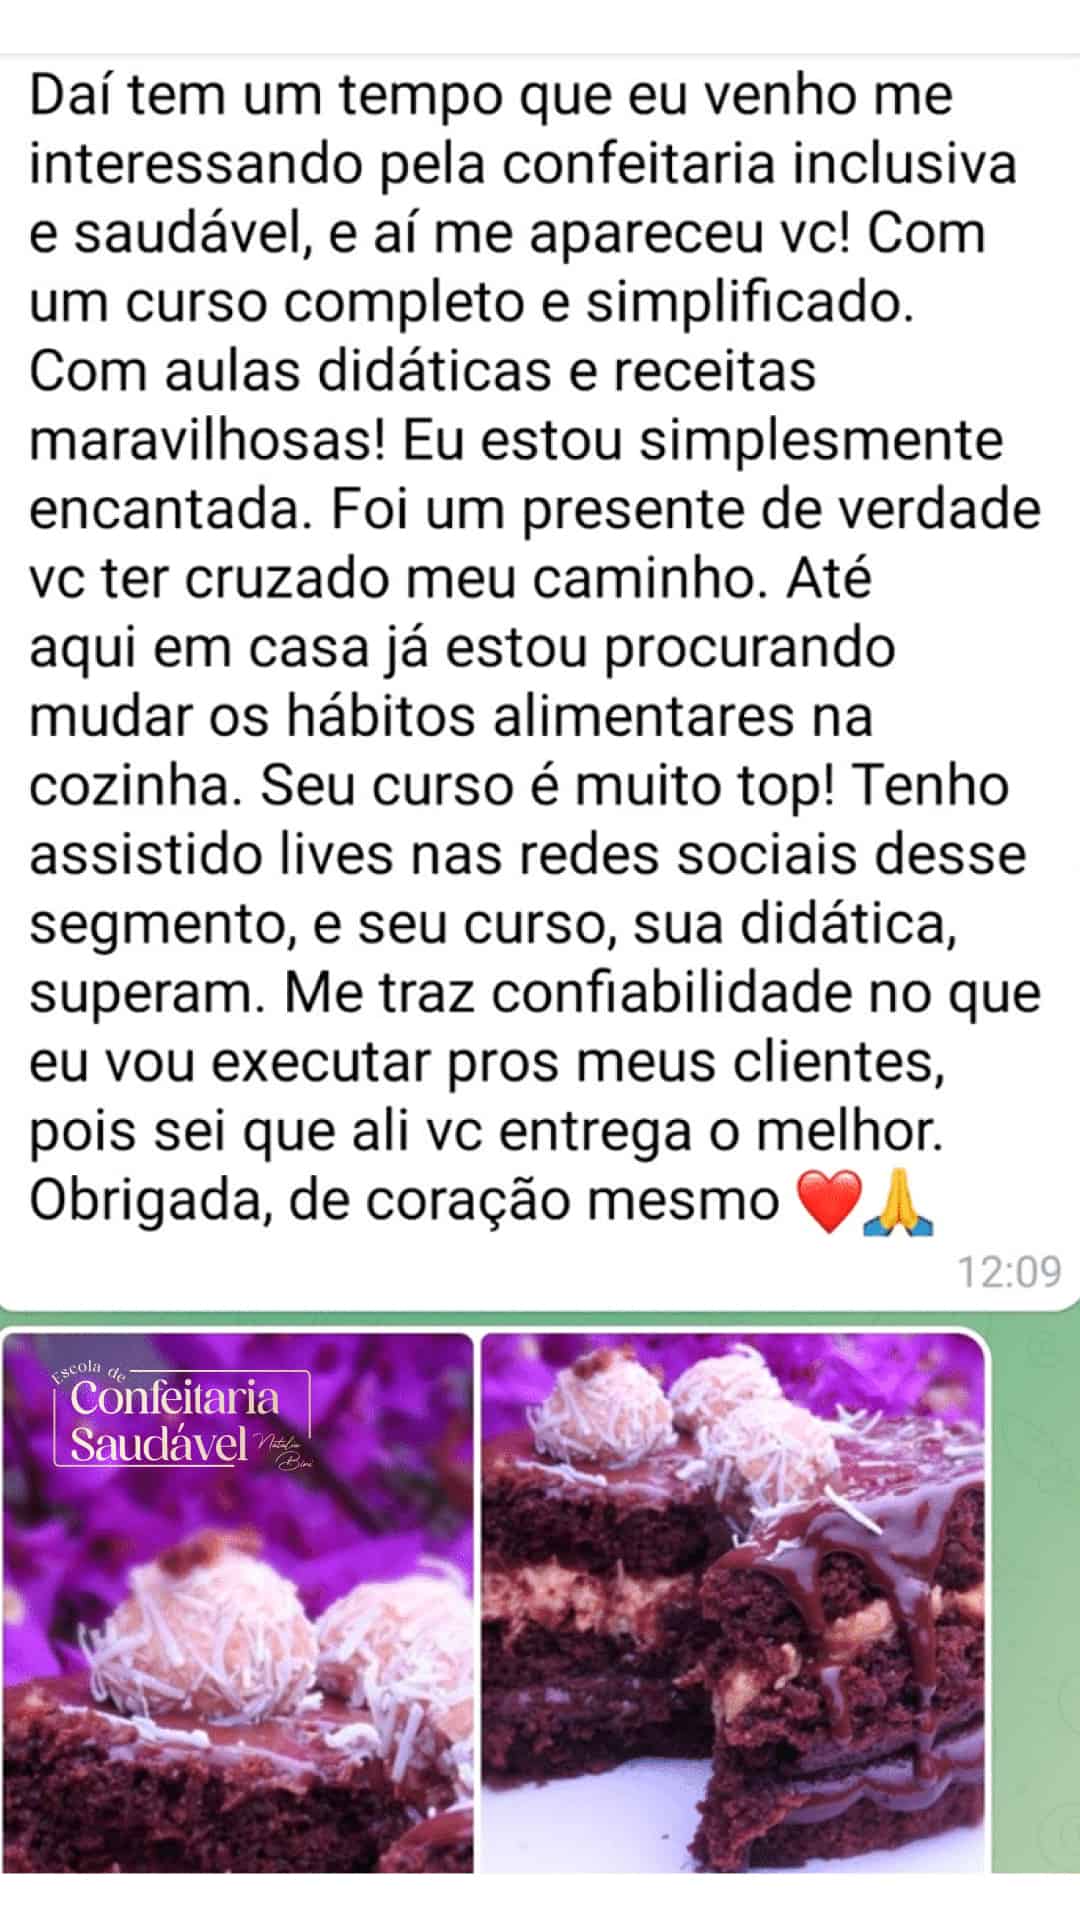 Daí tem um tempo que eu venho me
interessando pela confeitaria inclusiva
e saudável, e aí me apareceu vc! Com
um curso completo e simplificado.
Com aulas didáticas e receitas
maravilhosas! Eu estou simplesmente
encantada. Foi um presente de verdade
vc ter cruzado meu caminho. Até
aqui em casa já estou procurando
mudar os hábitos alimentares na
cozinha. Seu curso é muito top! Tenho
assistido lives nas redes sociais desse
segmento, e seu curso, sua didática,
superam. Me traz confiabilidade no que
eu vou executar pros meus clientes,
pois sei que ali vc entrega o melhor.
Obrigada, de coração mesmo ❤️🙏
12:09
Escola de
Confeitaria
Saudável
Natalia
Bini